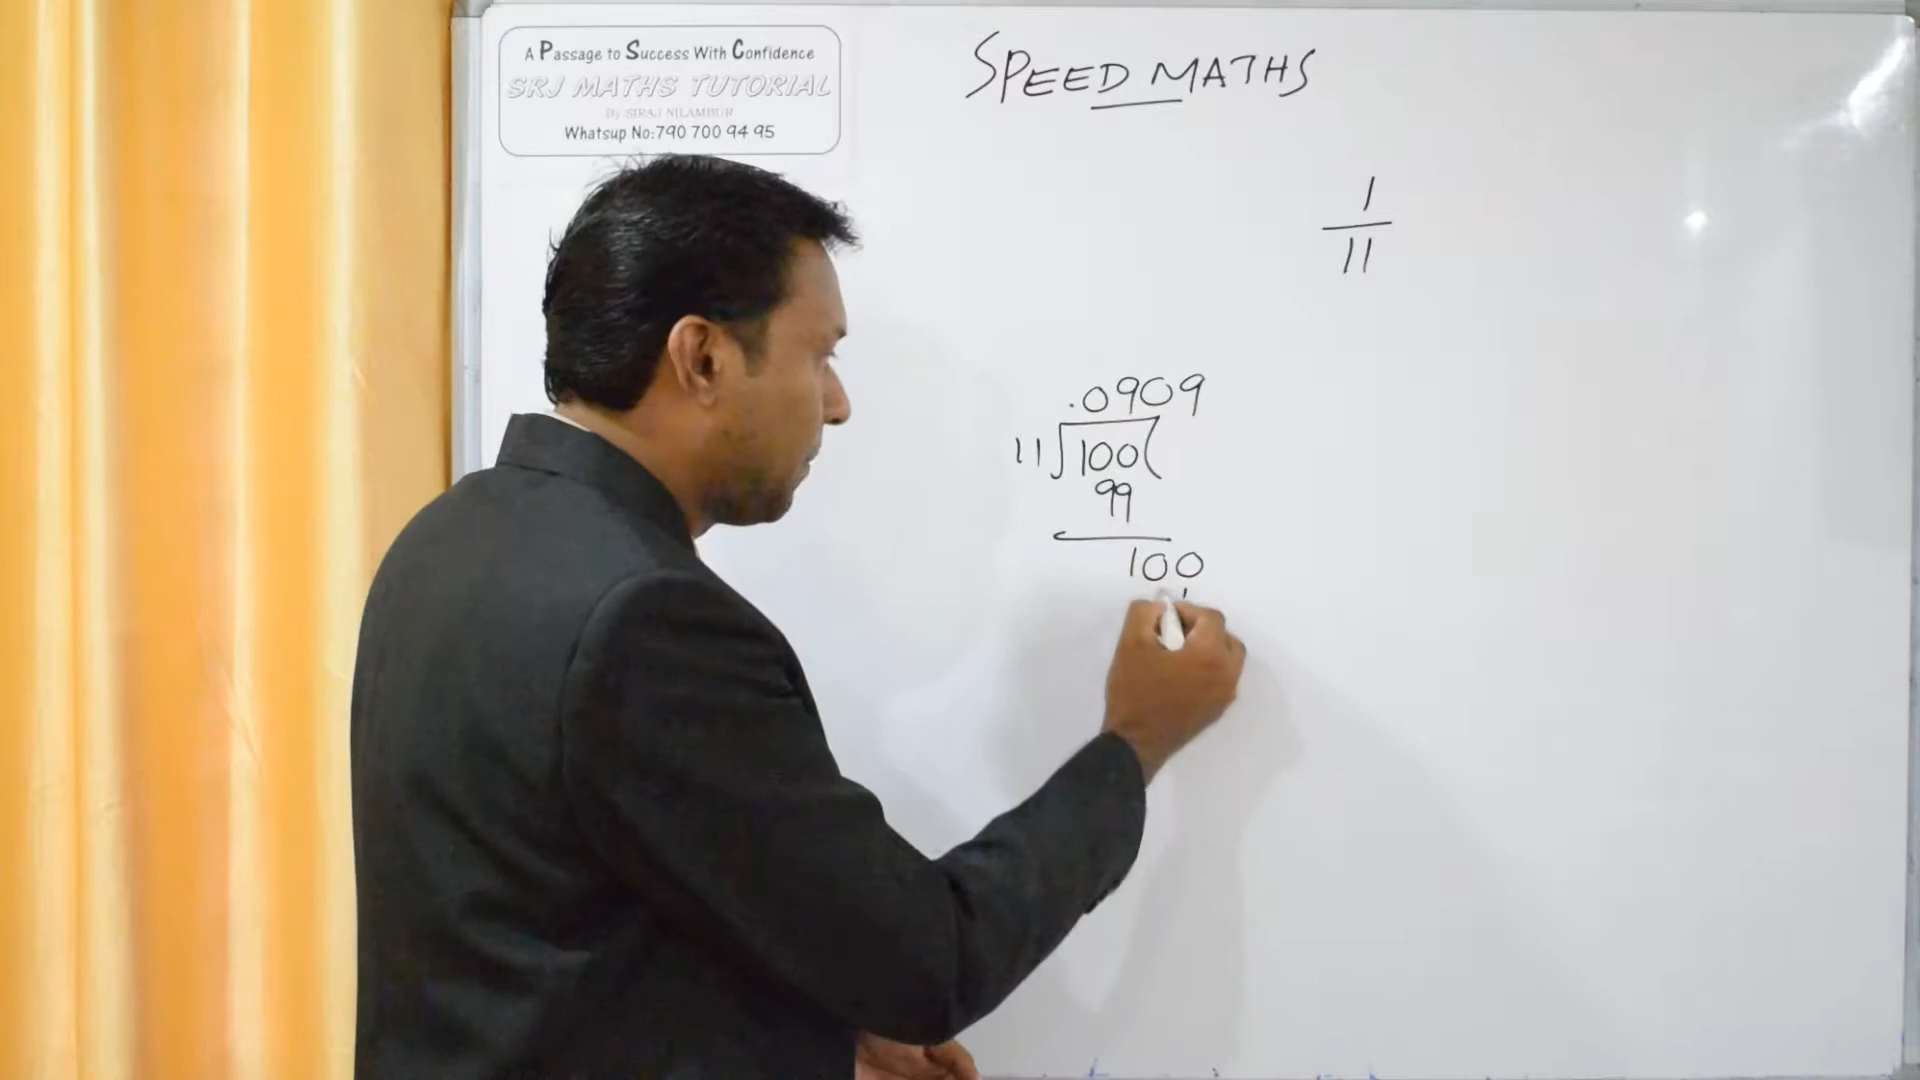 A Passage to Success With Confidence
SRJ MATHS TUTORIAL
By SIRAJ NILAMBUR
Whatsup No:790 700 94 95
SPEED MATHS
1
11
.0909
11 100
99
100